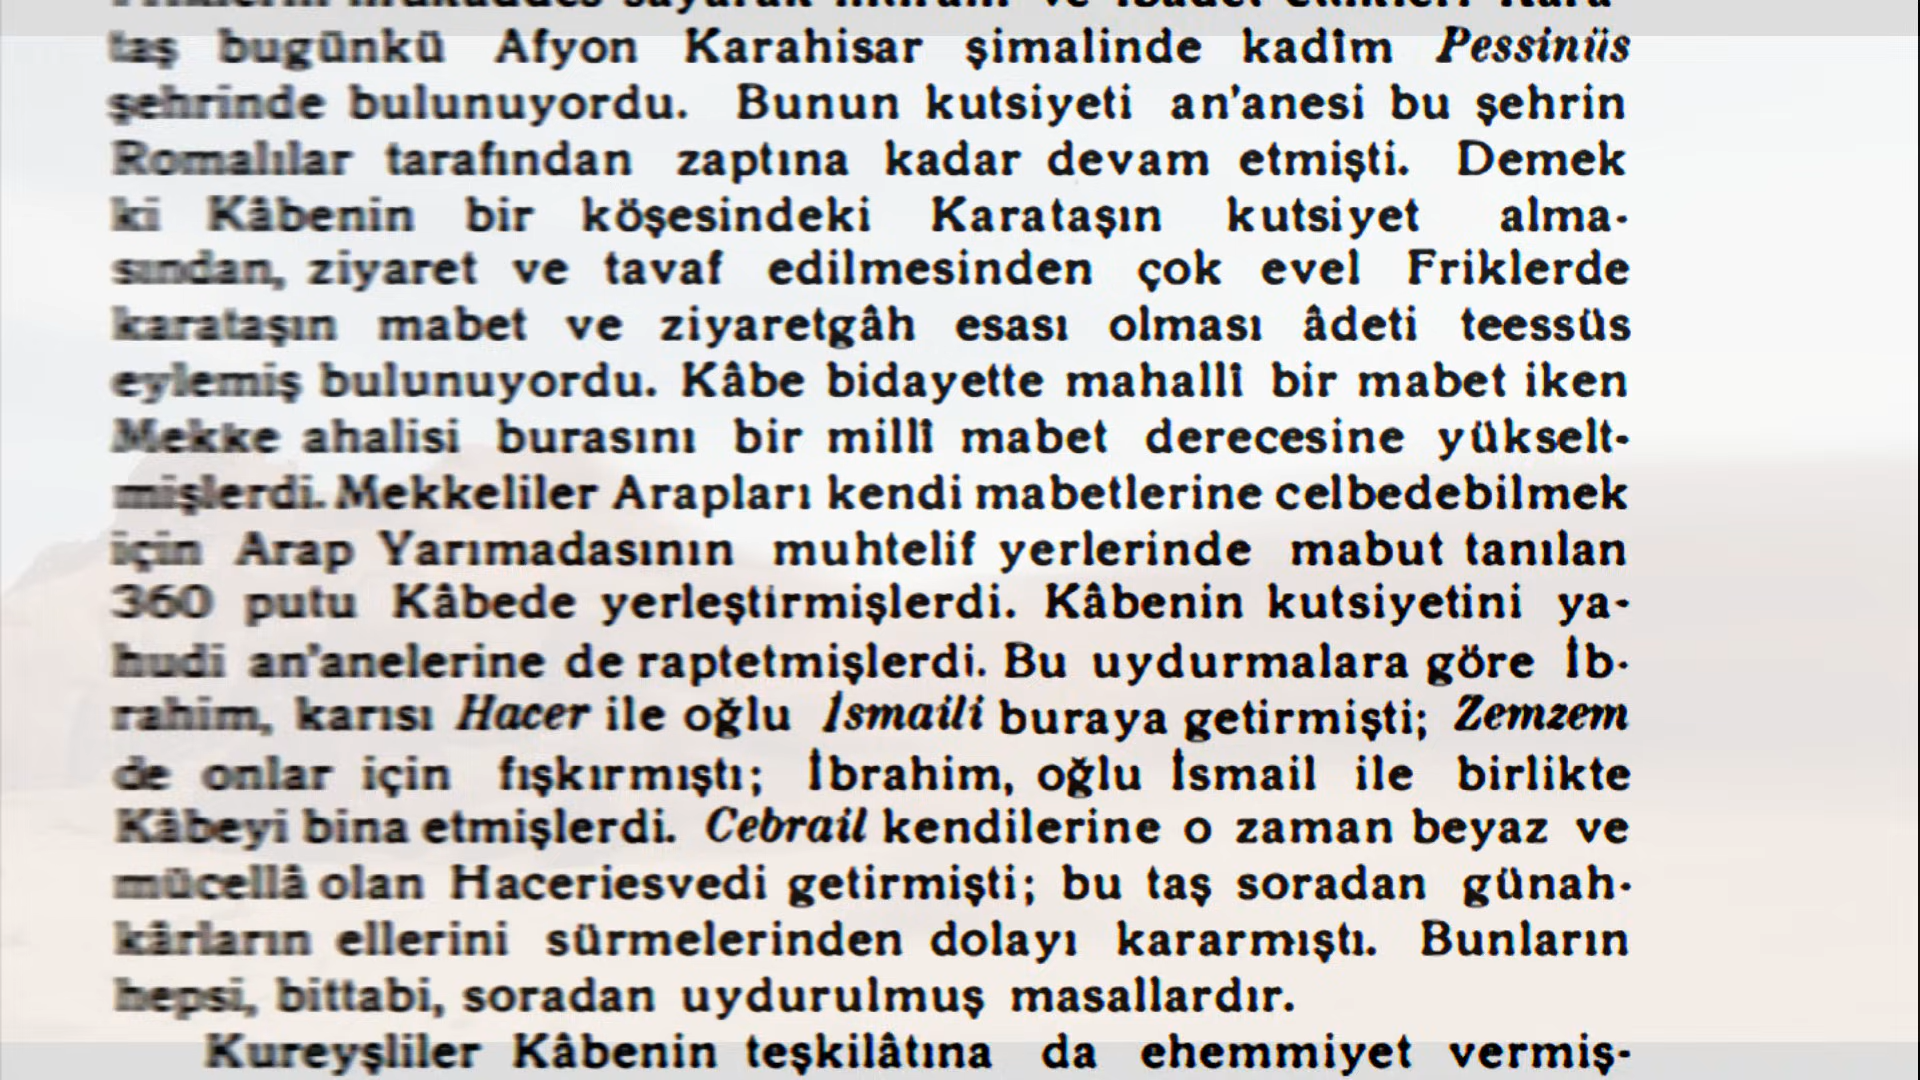 taş bugünkü Afyon Karahisar şimalinde kadîm Pessinüs
şehrinde bulunuyordu. Bunun kutsiyeti an'anesi bu şehrin
Romalılar tarafından zaptına kadar devam etmişti. Demek
ki Kâbenin bir köşesindeki Karataşın kutsiyet alma-
sından, ziyaret ve tavaf edilmesinden çok evel Friklerde
karataşın mabet ve ziyaretgâh esası olması âdeti teessüs
eylemiş bulunuyordu. Kâbe bidayette mahallî bir mabet iken
Mekke ahalisi burasını bir millî mabet derecesine yükselt-
mişlerdi. Mekkeliler Arapları kendi mabetlerine celbedebilmek
için Arap Yarımadasının muhtelif yerlerinde mabut tanılan
360 putu Kâbede yerleştirmişlerdi. Kâbenin kutsiyetini ya-
hudi an'anelerine de raptetmişlerdi. Bu uydurmalara göre İb-
rahim, karısı Hacer ile oğlu İsmaili buraya getirmişti; Zemzem
de onlar için fışkırmıştı; İbrahim, oğlu İsmail ile birlikte
Kâbeyi bina etmişlerdi. Cebrail kendilerine o zaman beyaz ve
mücellâ olan Haceriesvedi getirmişti; bu taş soradan günah-
kârların ellerini sürmelerinden dolayı kararmıştı. Bunların
hepsi, bittabi, soradan uydurulmuş masallardır.
Kureyşliler Kâbenin teşkilâtına da ehemmiyet vermiş-